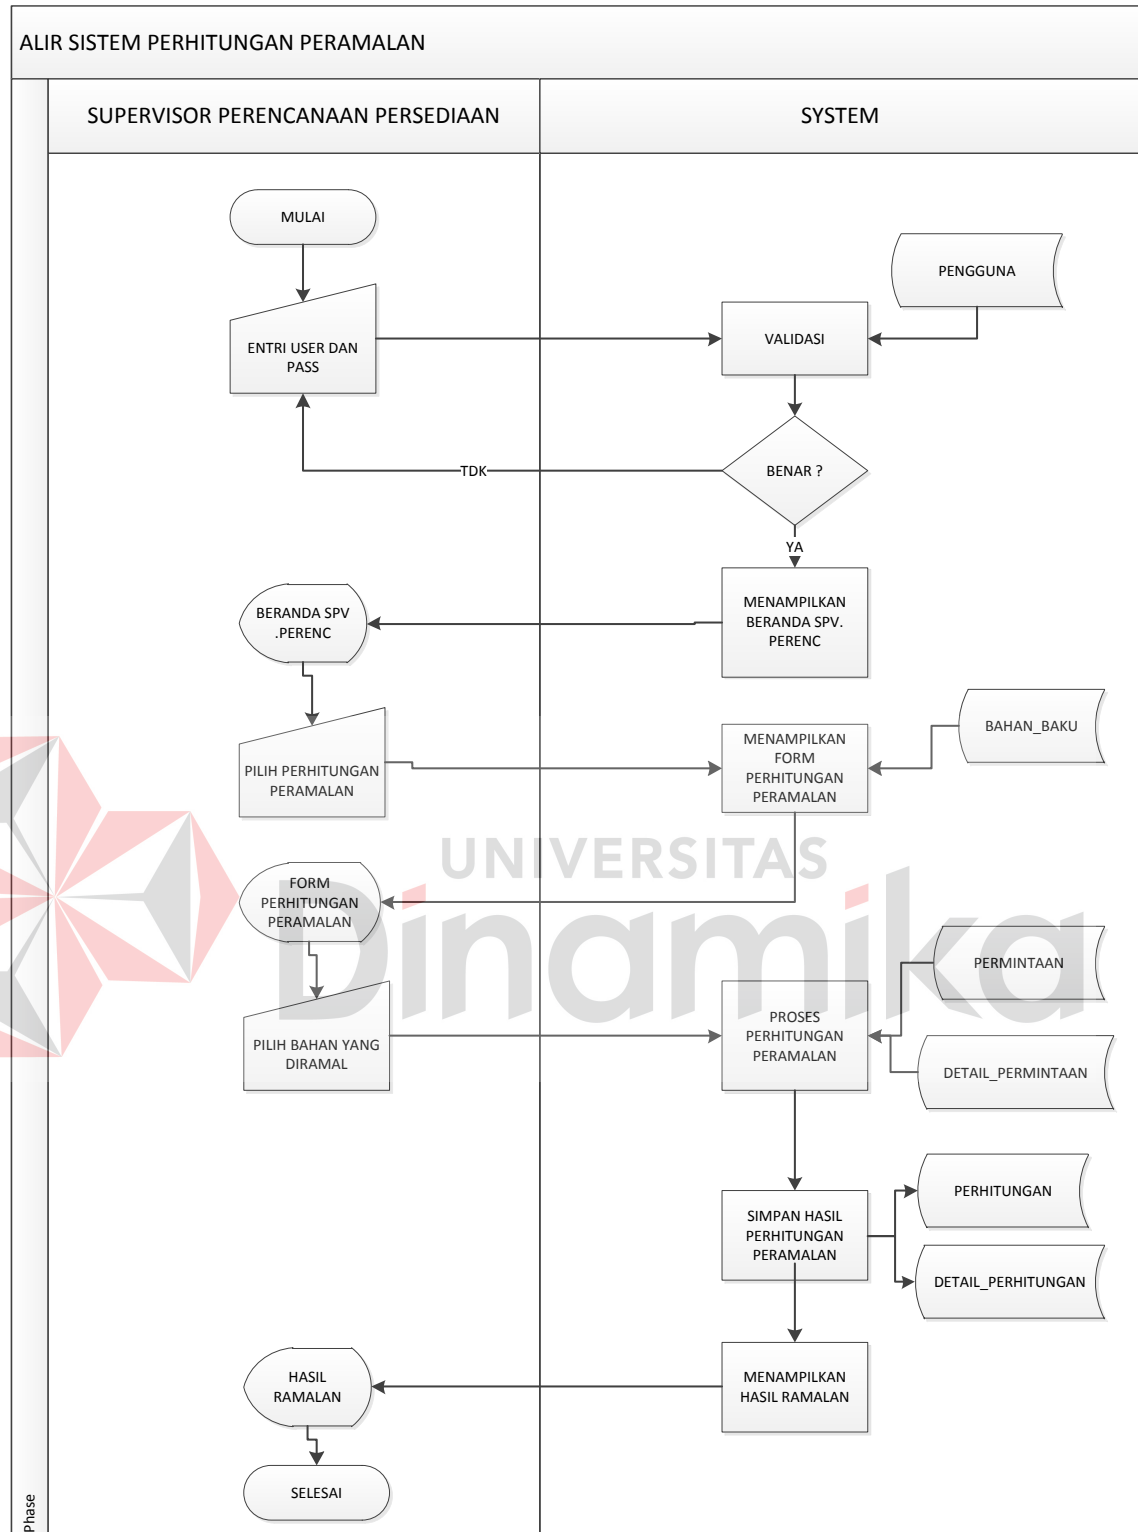 ALIR SISTEM PERHITUNGAN PERAMALAN
SUPERVISOR PERENCANAAN PERSEDIAAN
SYSTEM
MULAI
PENGGUNA
ENTRI USER DAN
PASS
VALIDASI
BENAR ?
TDK
YA
BERANDA SPV
.PERENC
MENAMPILKAN
BERANDA SPV.
PERENC
PILIH PERHITUNGAN
PERAMALAN
MENAMPILKAN
FORM
PERHITUNGAN
PERAMALAN
BAHAN_BAKU
UNIVERSITAS
Dinamika
FORM
PERHITUNGAN
PERAMALAN
PERMINTAAN
PILIH BAHAN YANG
DIRAMAL
PROSES
PERHITUNGAN
PERAMALAN
DETAIL_PERMINTAAN
SIMPAN HASIL
PERHITUNGAN
PERAMALAN
PERHITUNGAN
DETAIL_PERHITUNGAN
HASIL
RAMALAN
MENAMPILKAN
HASIL RAMALAN
SELESAI
Phase